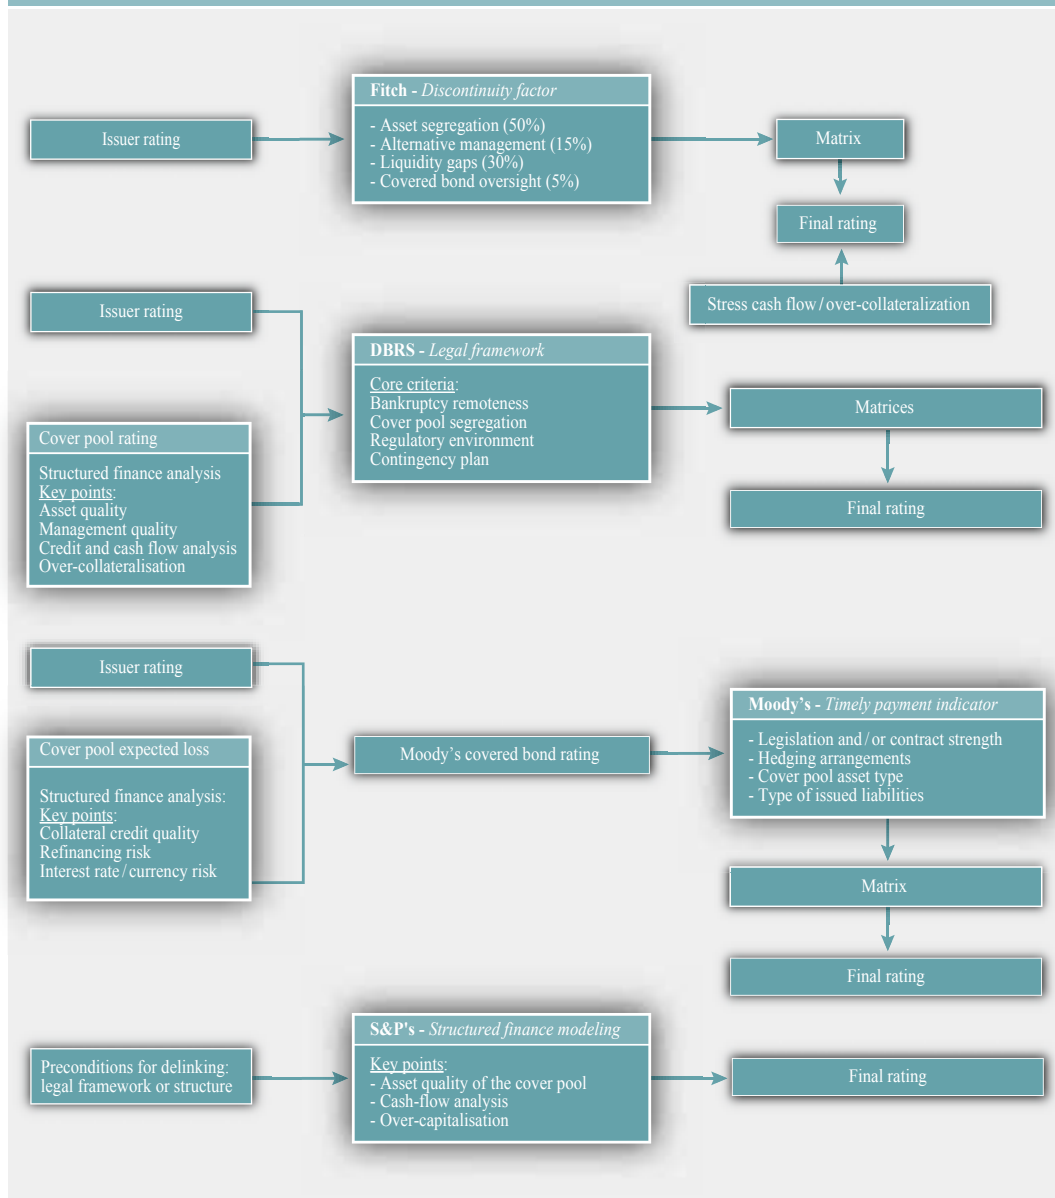 Fitch - Discontinuity factor
Issuer rating
- Asset segregation (50%)
- Alternative management (15%)
- Liquidity gaps (30%)
- Covered bond oversight (5%)
Matrix
Final rating
Stress cash flow / over-collateralization
Issuer rating
DBRS - Legal framework
Core criteria:
Bankruptcy remoteness
Cover pool segregation
Regulatory environment
Contingency plan
Matrices
Final rating
Cover pool rating
Structured finance analysis
Key points:
Asset quality
Management quality
Credit and cash flow analysis
Over-collateralisation
Issuer rating
Cover pool expected loss
Structured finance analysis:
Key points:
Collateral credit quality
Refinancing risk
Interest rate / currency risk
Moody's covered bond rating
Moody's - Timely payment indicator
- Legislation and / or contract strength
- Hedging arrangements
- Cover pool asset type
- Type of issued liabilities
Matrix
Final rating
Preconditions for delinking:
legal framework or structure
S&P's - Structured finance modeling
Key points:
- Asset quality of the cover pool
- Cash-flow analysis
- Over-capitalisation
Final rating